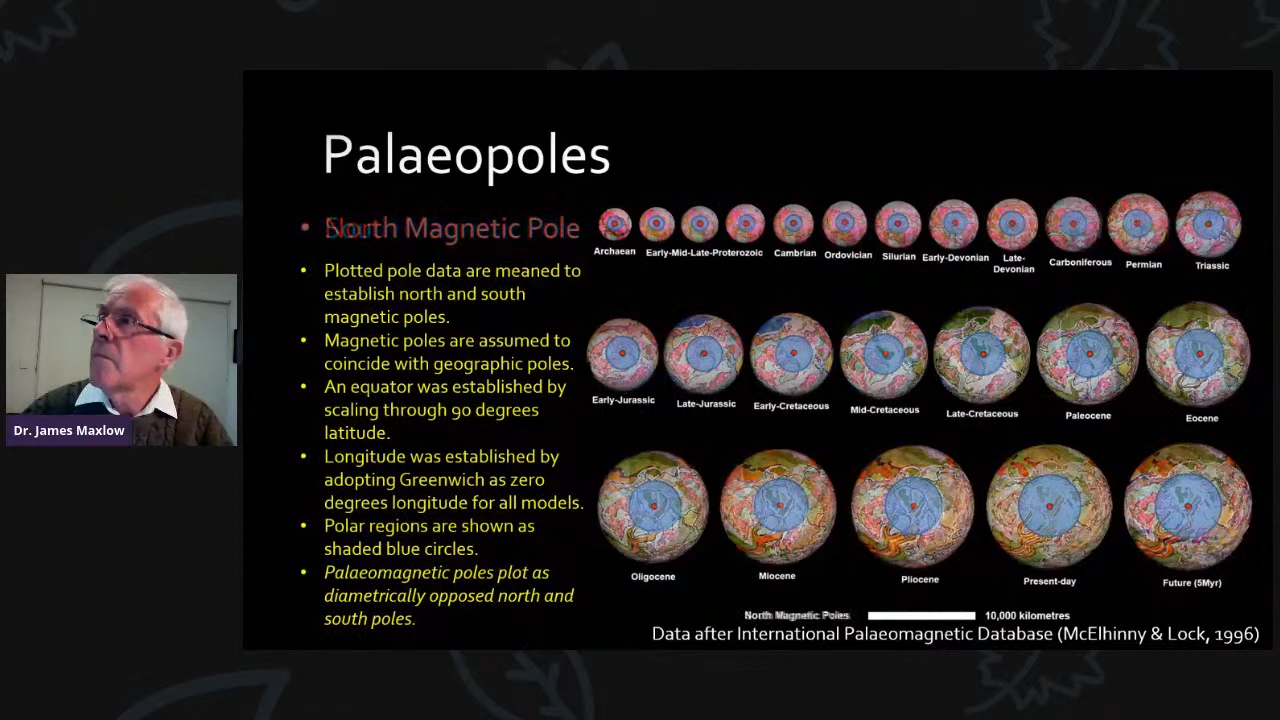 Palaeopoles
• North Magnetic Pole
• Plotted pole data are meaned to
establish north and south
magnetic poles.
• Magnetic poles are assumed to
coincide with geographic poles.
• An equator was established by
scaling through 90 degrees
latitude.
• Longitude was established by
adopting Greenwich as zero
degrees longitude for all models.
• Polar regions are shown as
shaded blue circles.
• Palaeomagnetic poles plot as
diametrically opposed north and
south poles.
Archaean Early-Mid-Late-Proterozoic Cambrian Ordovician Silurian Early-Devonian Late-
Devonian Carboniferous Permian Triassic
Early-Jurassic Late-Jurassic Early-Cretaceous Mid-Cretaceous Late-Cretaceous Paleocene Eocene
Oligocene Miocene Pliocene Present-day Future (5Myr)
North Magnetic Poles 10,000 kilometres
Data after International Palaeomagnetic Database (McElhinny & Lock, 1996)
Dr. James Maxlow